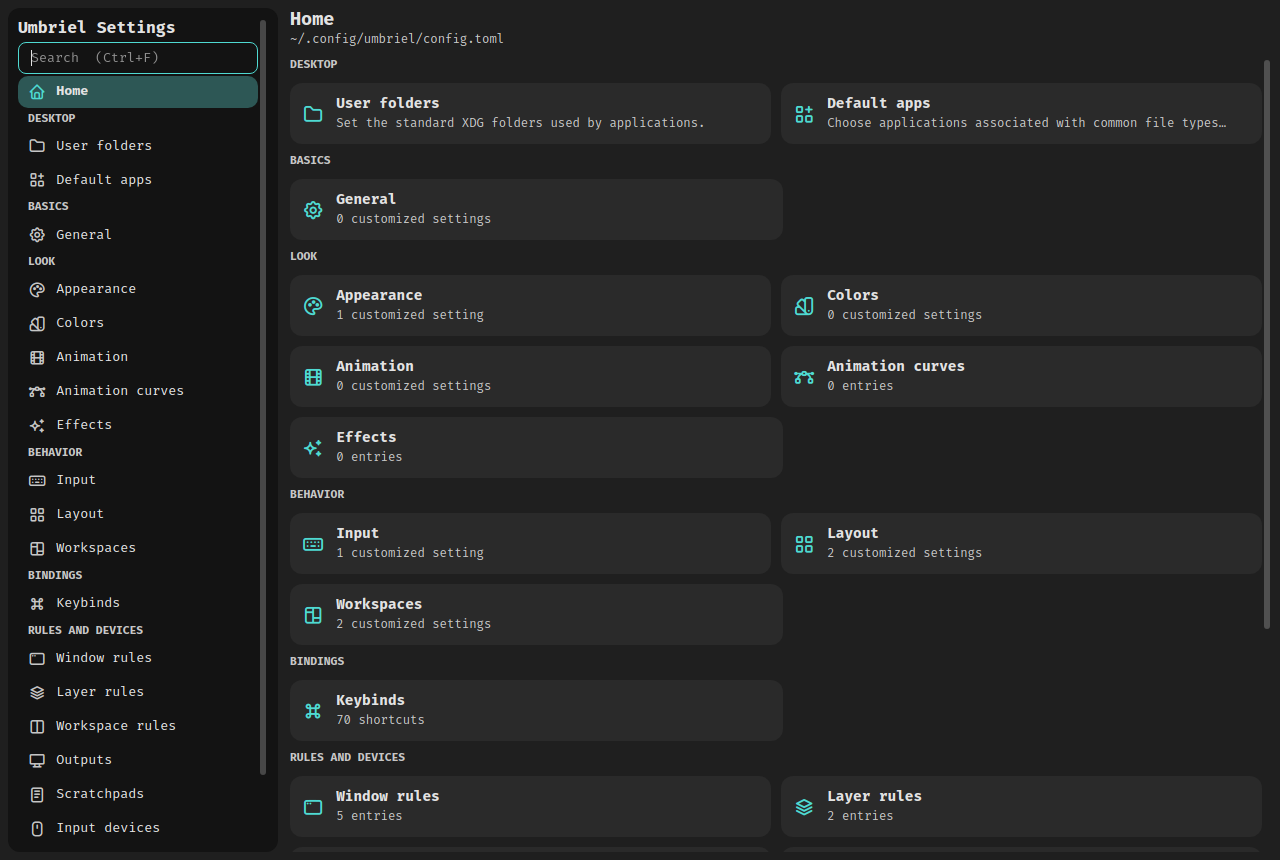 Umbriel Settings
Search (Ctrl+F)
Home
DESKTOP
User folders
Default apps
BASICS
General
LOOK
Appearance
Colors
Animation
Animation curves
Effects
BEHAVIOR
Input
Layout
Workspaces
BINDINGS
Keybinds
RULES AND DEVICES
Window rules
Layer rules
Workspace rules
Outputs
Scratchpads
Input devices
Home
~/.config/umbriel/config.toml
DESKTOP
User folders
Set the standard XDG folders used by applications.
Default apps
Choose applications associated with common file types…
BASICS
General
0 customized settings
LOOK
Appearance
1 customized setting
Colors
0 customized settings
Animation
0 customized settings
Animation curves
0 entries
Effects
0 entries
BEHAVIOR
Input
1 customized setting
Layout
2 customized settings
Workspaces
2 customized settings
BINDINGS
Keybinds
70 shortcuts
RULES AND DEVICES
Window rules
5 entries
Layer rules
2 entries